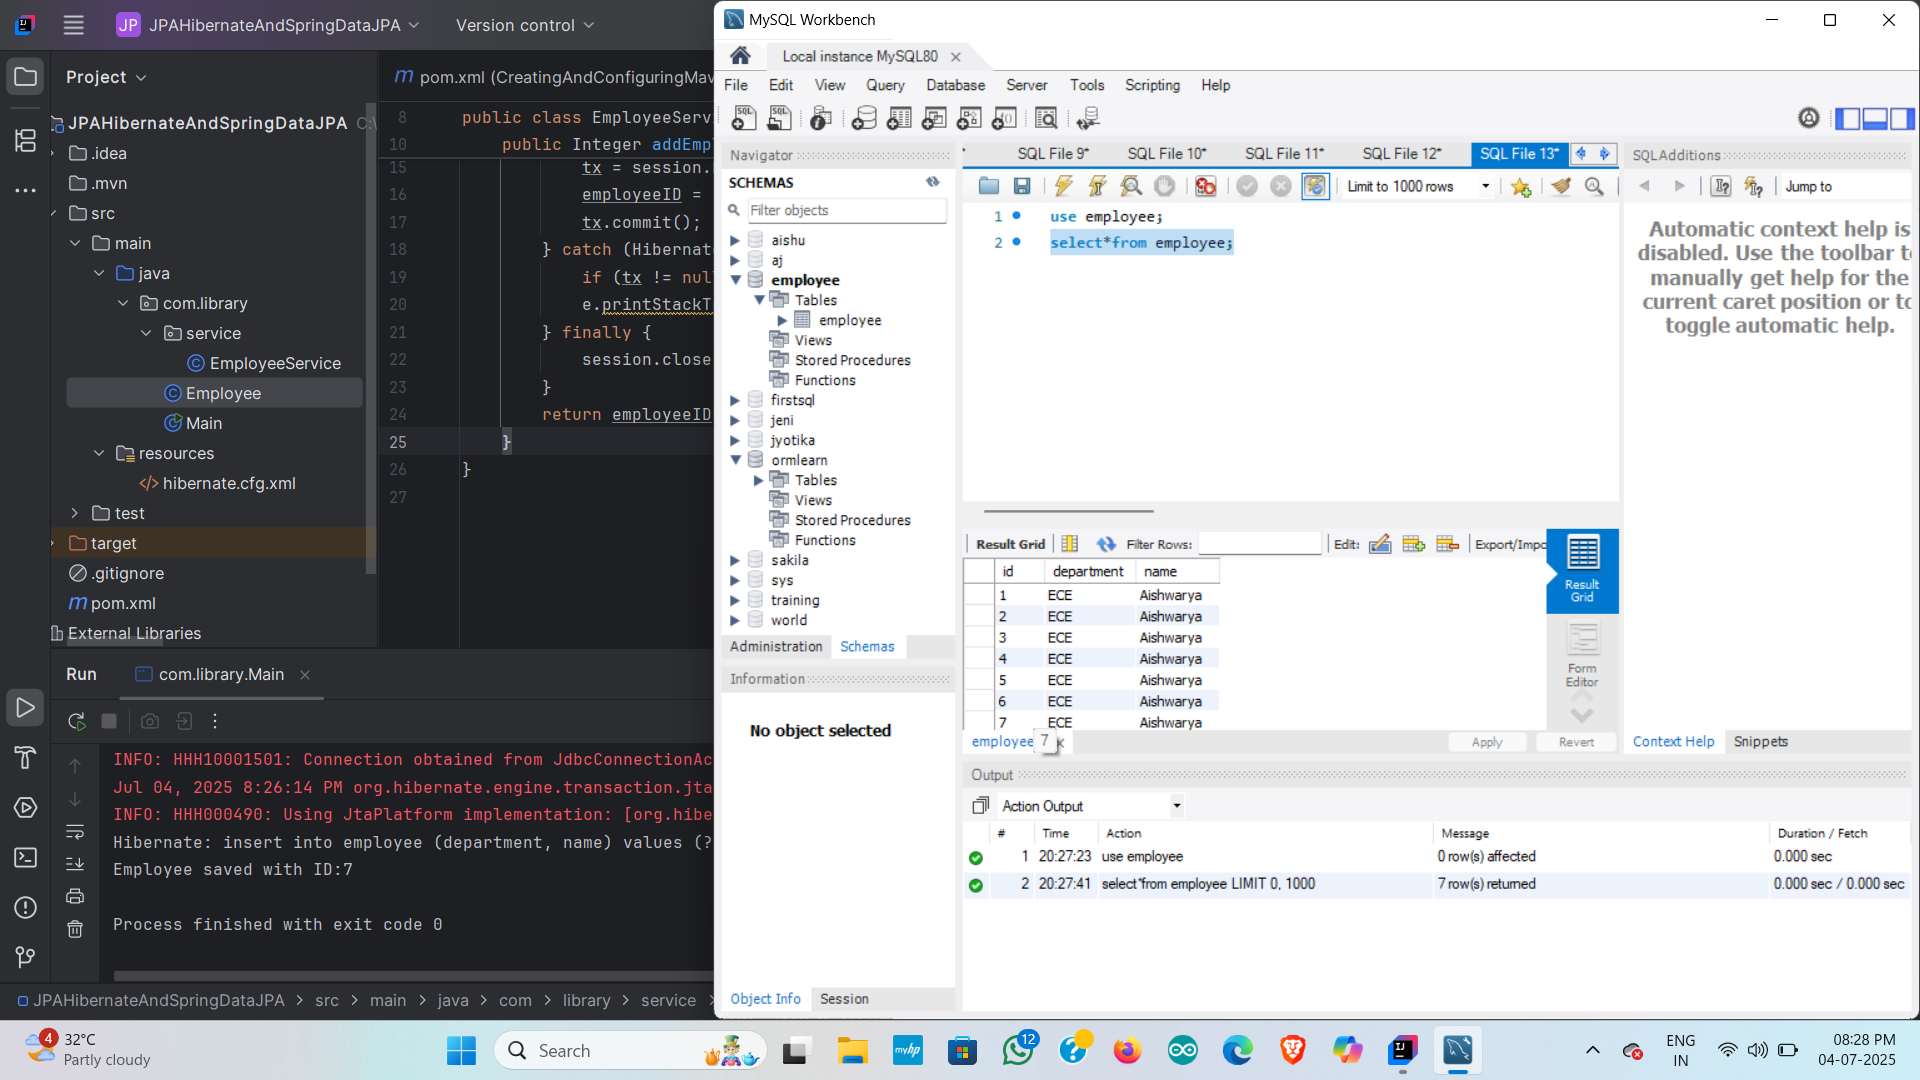 JP JPAHibernateAndSpringDataJPA Version control
Project
JPAHibernateAndSpringDataJPA C:\
.idea
.mvn
src
main
java
com.library
service
EmployeeService
Employee
Main
resources
hibernate.cfg.xml
test
target
.gitignore
m pom.xml
External Libraries
m pom.xml (CreatingAndConfiguringMav
8 public class EmployeeServi
10 public Integer addEmp
15 tx = session.
16 employeeID =
17 tx.commit();
18 } catch (Hibernat
19 if (tx != nul
20 e.printStackT
21 } finally {
22 session.close
23 }
24 return employeeID
25 }
26 }
27
Run com.library.Main
INFO: HHH10001501: Connection obtained from JdbcConnectionAc
Jul 04, 2025 8:26:14 PM org.hibernate.engine.transaction.jta
INFO: HHH000490: Using JtaPlatform implementation: [org.hibe
Hibernate: insert into employee (department, name) values (?
Employee saved with ID:7
Process finished with exit code 0
JPAHibernateAndSpringDataJPA > src > main > java > com > library > service >
MySQL Workbench
Local instance MySQL80
File Edit View Query Database Server Tools Scripting Help
Navigator
SCHEMAS
Filter objects
aishu
aj
employee
Tables
employee
Views
Stored Procedures
Functions
firstsql
jeni
jyotika
ormlearn
Tables
Views
Stored Procedures
Functions
sakila
sys
training
world
Administration Schemas
Information
No object selected
Object Info Session
SQL File 9* SQL File 10* SQL File 11* SQL File 12* SQL File 13*
Limit to 1000 rows
1 use employee;
2 select*from employee;
Result Grid Filter Rows: Edit: Export/Impo
id department name
1 ECE Aishwarya
2 ECE Aishwarya
3 ECE Aishwarya
4 ECE Aishwarya
5 ECE Aishwarya
6 ECE Aishwarya
7 ECE Aishwarya
Result
Grid
Form
Editor
employee 7
Apply Revert
SQLAdditions
Jump to
Automatic context help is
disabled. Use the toolbar to
manually get help for the
current caret position or to
toggle automatic help.
Context Help Snippets
Output
Action Output
# Time Action Message Duration / Fetch
1 20:27:23 use employee 0 row(s) affected 0.000 sec
2 20:27:41 select*from employee LIMIT 0, 1000 7 row(s) returned 0.000 sec / 0.000 sec
4 32°C
Partly cloudy
Search
myhp
12
ENG
IN
08:28 PM
04-07-2025